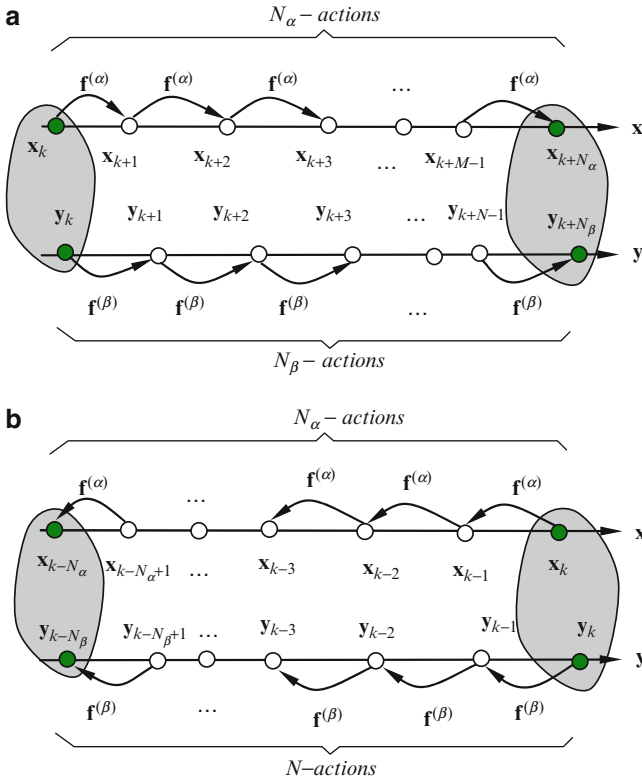 a
N_α – actions
f^(α) f^(α) f^(α) … f^(α)
x
x_k x_{k+1} x_{k+2} x_{k+3} … x_{k+M−1} x_{k+N_α}
y_k y_{k+1} y_{k+2} y_{k+3} … y_{k+N−1} y_{k+N_β}
y
f^(β) f^(β) f^(β) … f^(β)
N_β – actions
b
N_α – actions
f^(α) … f^(α) f^(α) f^(α)
x
x_{k−N_α} x_{k−N_α+1} … x_{k−3} x_{k−2} x_{k−1} x_k
y_{k−N_β} y_{k−N_β+1} … y_{k−3} y_{k−2} y_{k−1} y_k
y
f^(β) … f^(β) f^(β) f^(β)
N–actions